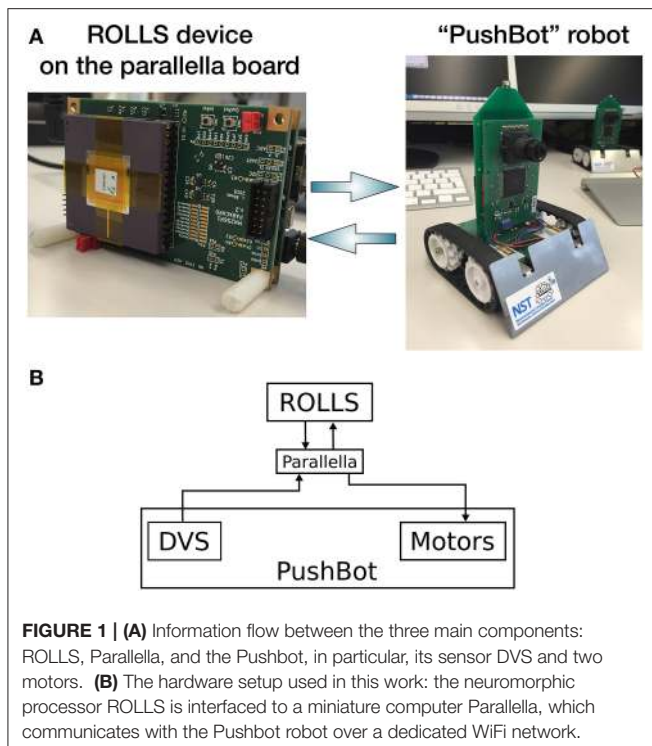 A
ROLLS device
on the parallella board
"PushBot" robot
NST
B
ROLLS
Parallella
DVS
Motors
PushBot
FIGURE 1 | (A) Information flow between the three main components:
ROLLS, Parallella, and the Pushbot, in particular, its sensor DVS and two
motors. (B) The hardware setup used in this work: the neuromorphic
processor ROLLS is interfaced to a miniature computer Parallella, which
communicates with the Pushbot robot over a dedicated WiFi network.